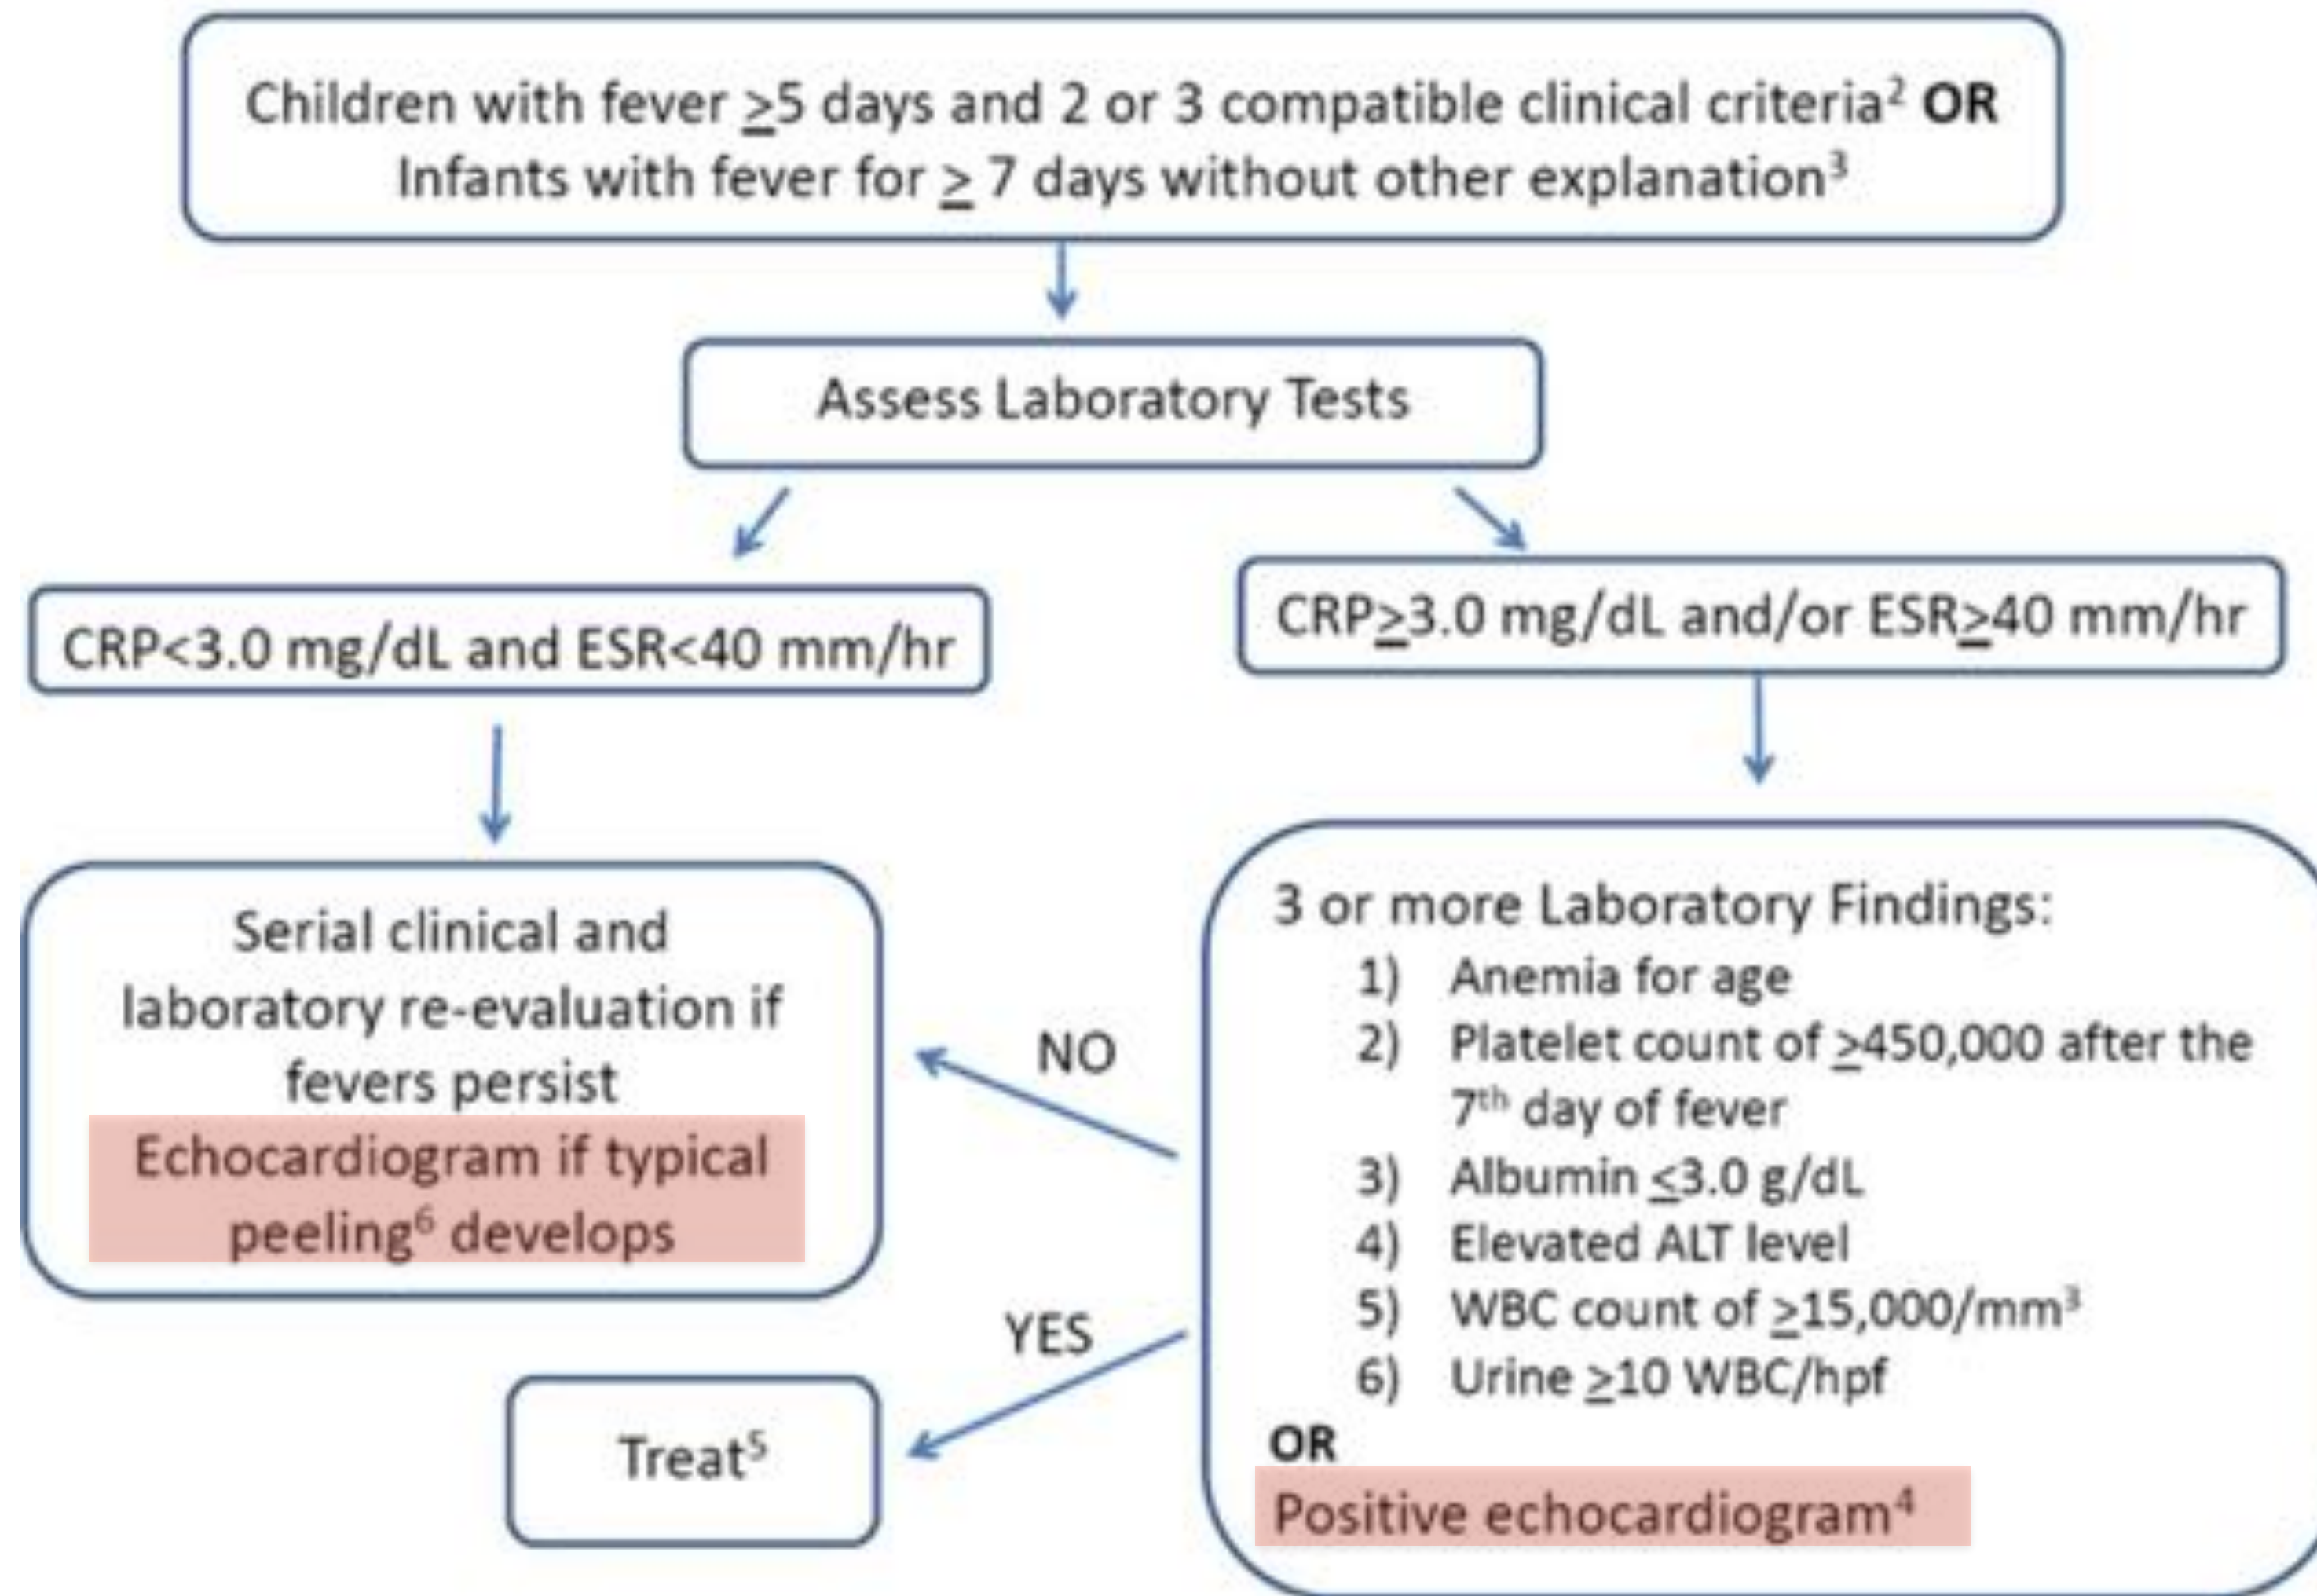 Children with fever ≥5 days and 2 or 3 compatible clinical criteria² OR
Infants with fever for ≥ 7 days without other explanation³
Assess Laboratory Tests
CRP<3.0 mg/dL and ESR<40 mm/hr
CRP≥3.0 mg/dL and/or ESR≥40 mm/hr
Serial clinical and
laboratory re-evaluation if
fevers persist
Echocardiogram if typical
peeling⁶ develops
NO
YES
Treat⁵
3 or more Laboratory Findings:
1) Anemia for age
2) Platelet count of ≥450,000 after the
7th day of fever
3) Albumin ≤3.0 g/dL
4) Elevated ALT level
5) WBC count of ≥15,000/mm³
6) Urine ≥10 WBC/hpf
OR
Positive echocardiogram⁴